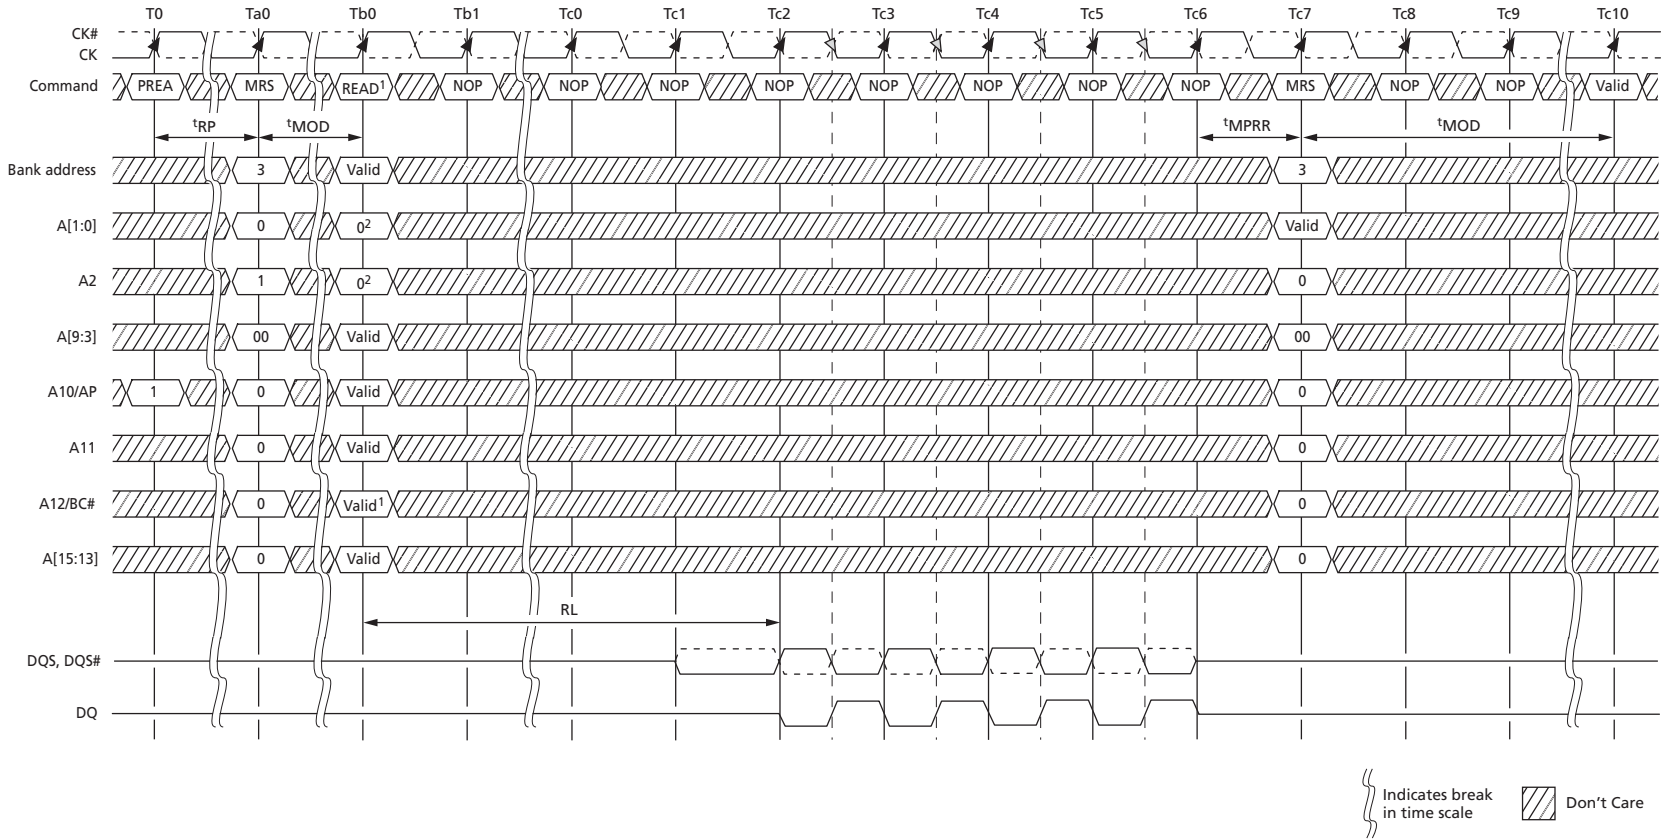 T0 Ta0 Tb0 Tb1 Tc0 Tc1 Tc2 Tc3 Tc4 Tc5 Tc6 Tc7 Tc8 Tc9 Tc10
CK#
CK
Command PREA MRS READ1 NOP NOP NOP NOP NOP NOP NOP NOP MRS NOP NOP Valid
tRP tMOD tMPRR tMOD
Bank address 3 Valid 3
A[1:0] 0 02 Valid
A2 1 02 0
A[9:3] 00 Valid 00
A10/AP 1 0 Valid 0
A11 0 Valid 0
A12/BC# 0 Valid1 0
A[15:13] 0 Valid 0
RL
DQS, DQS#
DQ
Indicates break
in time scale
Don't Care